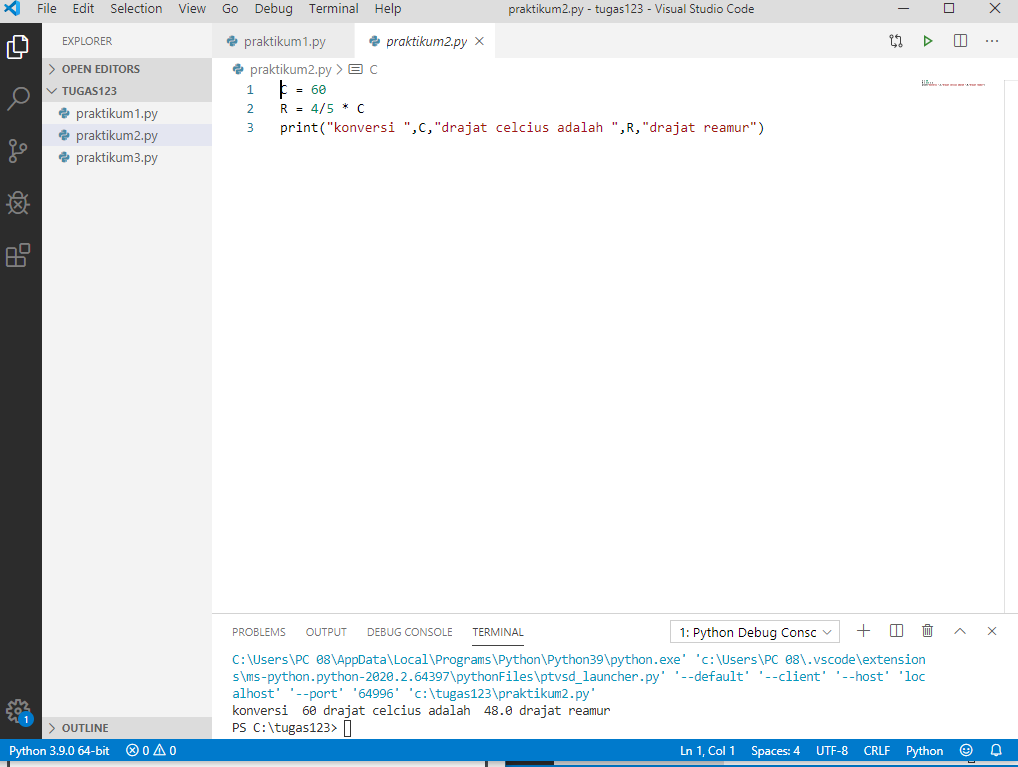 File Edit Selection View Go Debug Terminal Help praktikum2.py - tugas123 - Visual Studio Code
EXPLORER
OPEN EDITORS
TUGAS123
praktikum1.py
praktikum2.py
praktikum3.py
OUTLINE
1
praktikum1.py praktikum2.py
praktikum2.py > C
1 C = 60
2 R = 4/5 * C
3 print("konversi ",C,"drajat celcius adalah ",R,"drajat reamur")
PROBLEMS OUTPUT DEBUG CONSOLE TERMINAL 1: Python Debug Consc
C:\Users\PC 08\AppData\Local\Programs\Python\Python39\python.exe' 'c:\Users\PC 08\.vscode\extension
s\ms-python.python-2020.2.64397\pythonFiles\ptvsd_launcher.py' '--default' '--client' '--host' 'loc
alhost' '--port' '64996' 'c:\tugas123\praktikum2.py'
konversi  60 drajat celcius adalah  48.0 drajat reamur
PS C:\tugas123>
Python 3.9.0 64-bit 0 0 Ln 1, Col 1 Spaces: 4 UTF-8 CRLF Python